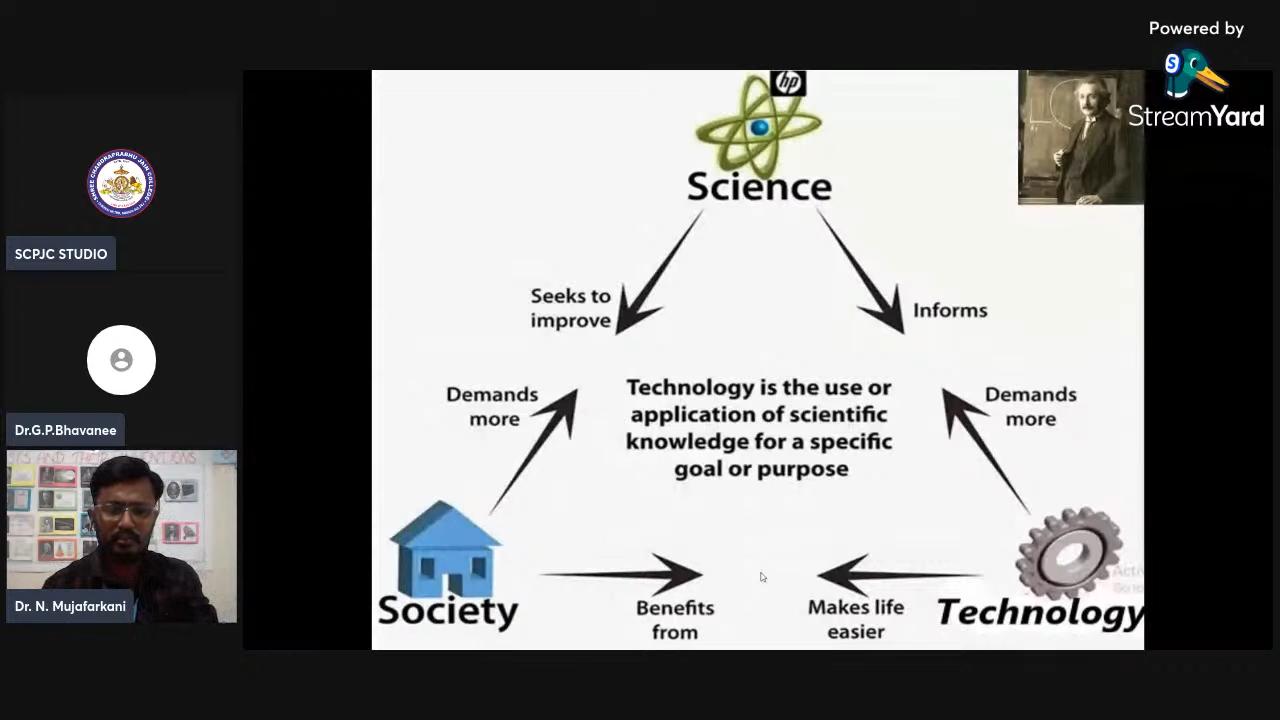 Powered by
StreamYard
hp
Science
Seeks to
improve
Informs
Demands
more
Technology is the use or
application of scientific
knowledge for a specific
goal or purpose
Demands
more
Society
Benefits
from
Makes life
easier
Technology
SCPJC STUDIO
Dr.G.P.Bhavanee
Dr. N. Mujafarkani